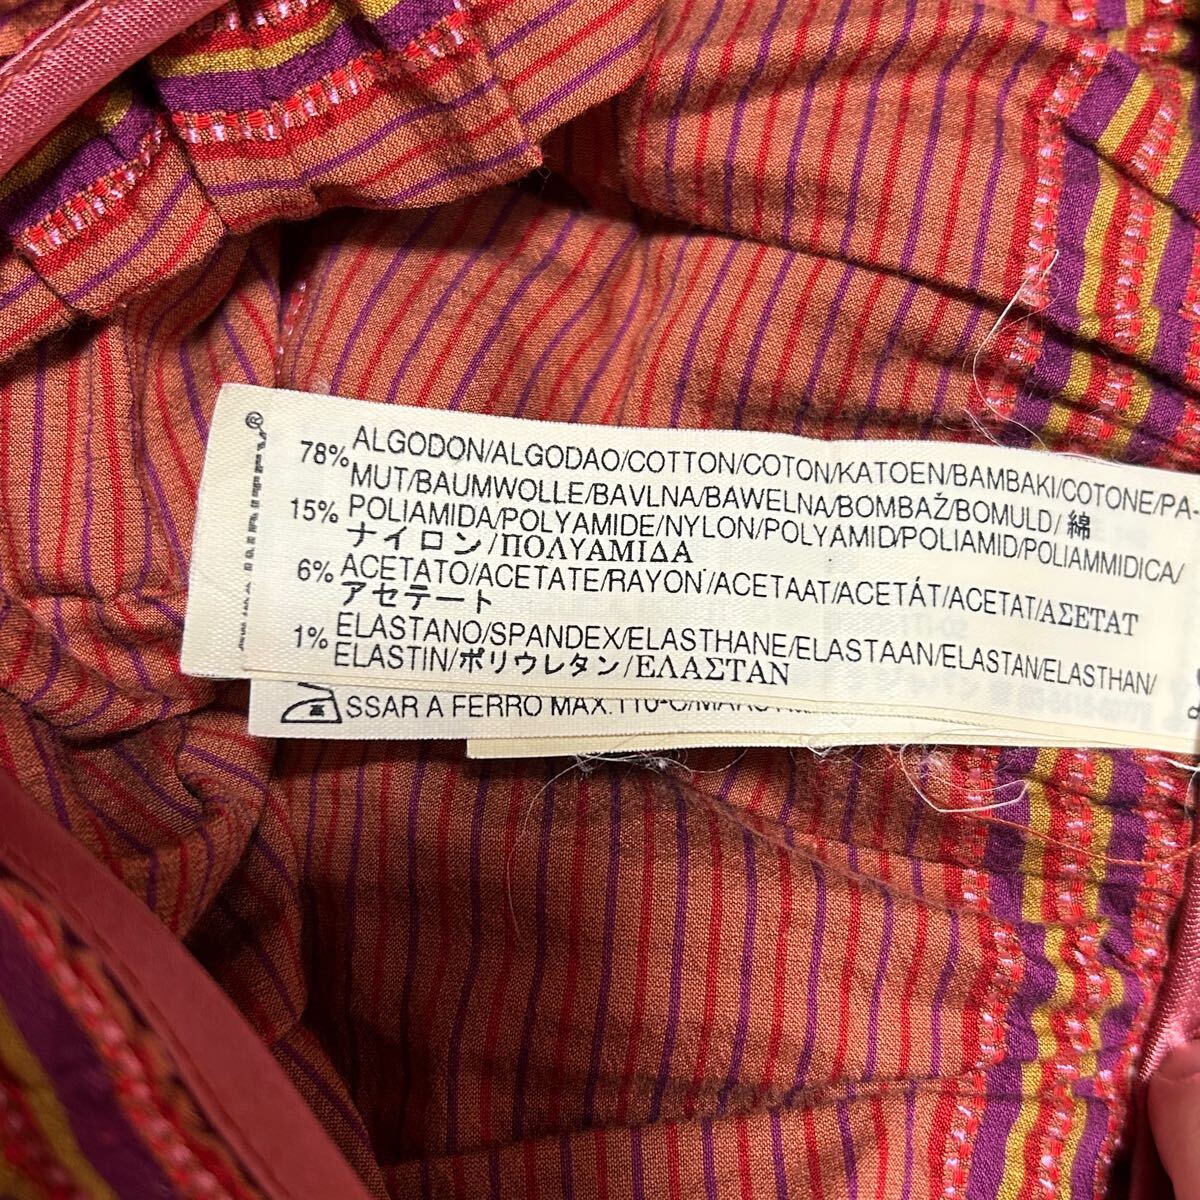 78% ALGODON/ALGODAO/COTTON/COTON/KATOEN/BAMBAKI/COTONE/PA-
MUT/BAUMWOLLE/BAVLNA/BAWELNA/BOMBAŽ/BOMULD/綿
15% POLIAMIDA/POLYAMIDE/NYLON/POLYAMID/POLIAMID/POLIAMMIDICA/
ナイロン/ΠΟΛΥΑΜΙΔΑ
6% ACETATO/ACETATE/RAYON/ACETAAT/ACETÁT/ACETAT/ΑΣΕΤΑΤ
アセテート
1% ELASTANO/SPANDEX/ELASTHANE/ELASTAAN/ELASTAN/ELASTHAN/
ELASTIN/ポリウレタン/ΕΛΑΣΤΑΝ
SSAR A FERRO MAX.110ºC/